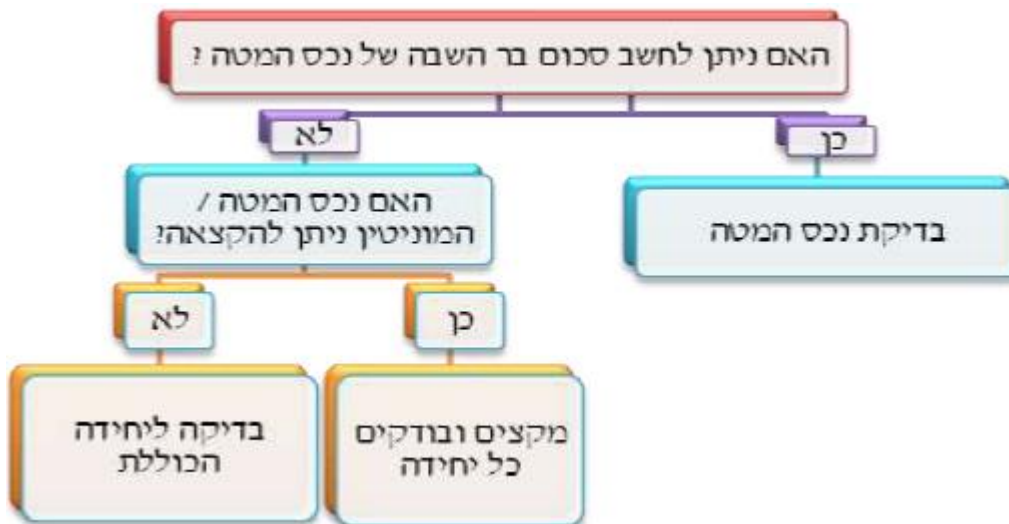 האם ניתן לחשב סכום בר השבה של נכס המטה ?
כן
לא
בדיקת נכס המטה
האם נכס המטה /
המוניטין ניתן להקצאה?
כן
לא
מקצים ובודקים
כל יחידה
בדיקה ליחידה
הכוללת